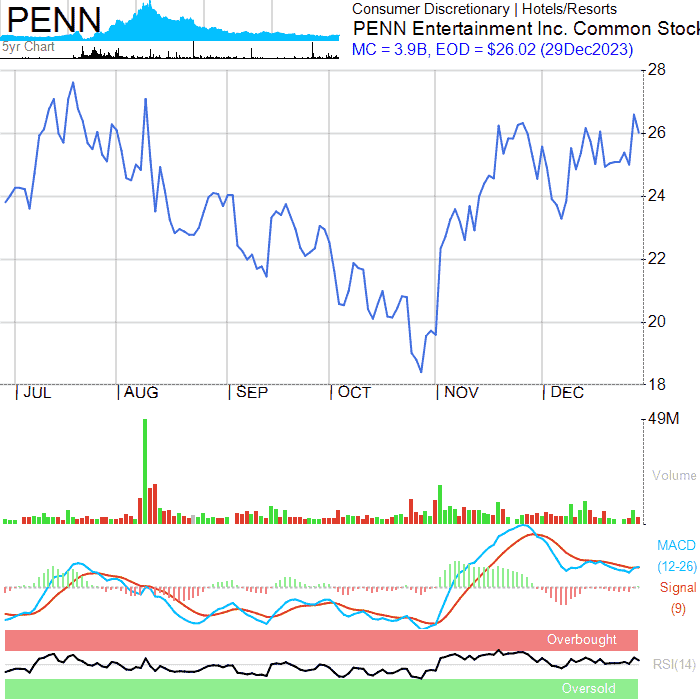 PENN
5yr Chart
Consumer Discretionary | Hotels/Resorts
PENN Entertainment Inc. Common Stoc
MC = 3.9B, EOD = $26.02 (29Dec2023)
28
26
24
22
20
18
JUL
AUG
SEP
OCT
NOV
DEC
49M
Volume
MACD
(12-26)
Signal
(9)
Overbought
RSI(14)
Oversold